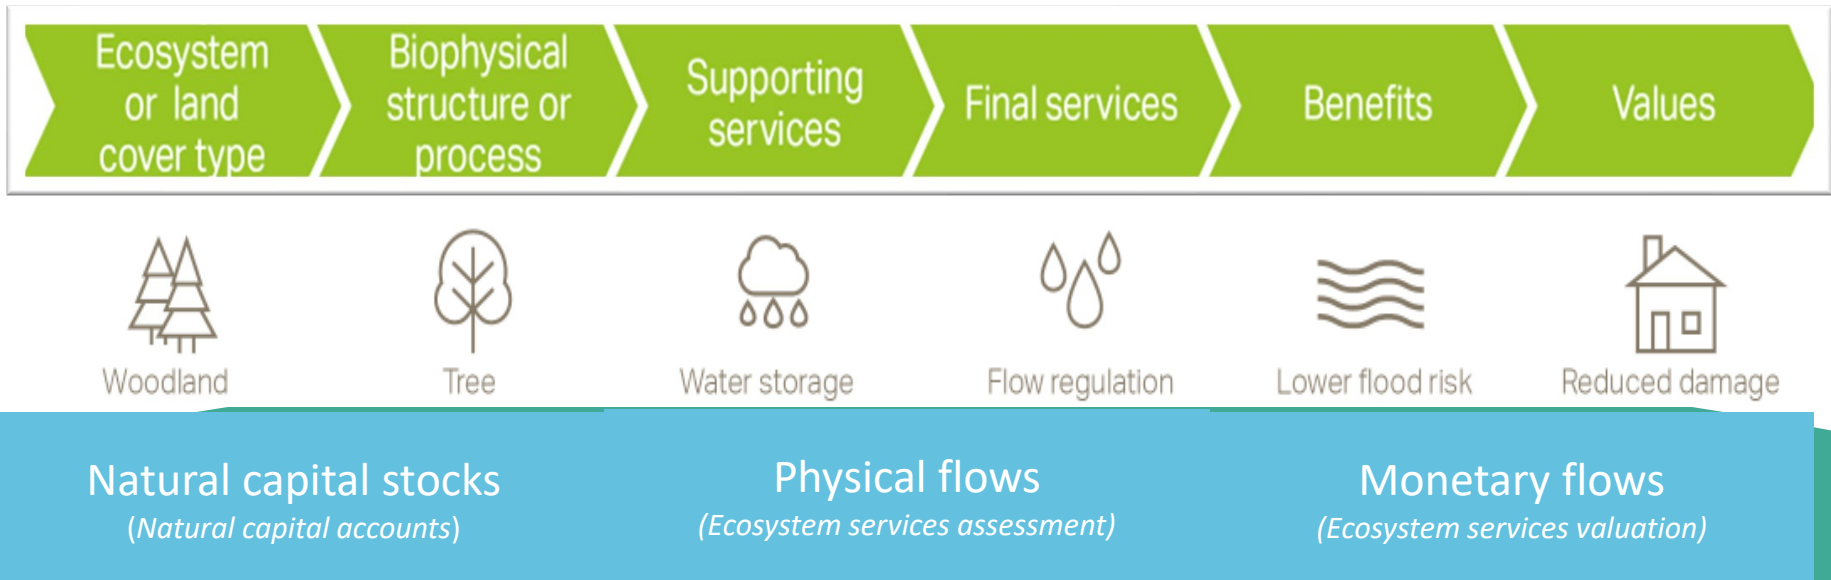 Ecosystem
or land
cover type
Biophysical
structure or
process
Supporting
services
Final services
Benefits
Values
Woodland
Tree
Water storage
Flow regulation
Lower flood risk
Reduced damage
Natural capital stocks
(Natural capital accounts)
Physical flows
(Ecosystem services assessment)
Monetary flows
(Ecosystem services valuation)